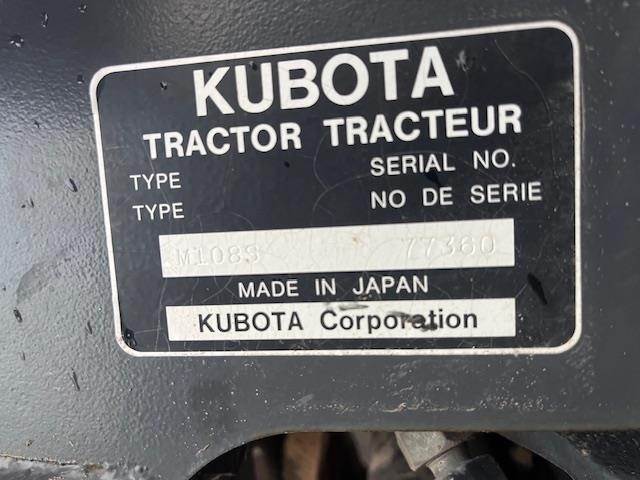 KUBOTA
TRACTOR TRACTEUR
TYPE SERIAL NO.
TYPE NO DE SERIE
M108S 77360
MADE IN JAPAN
KUBOTA Corporation